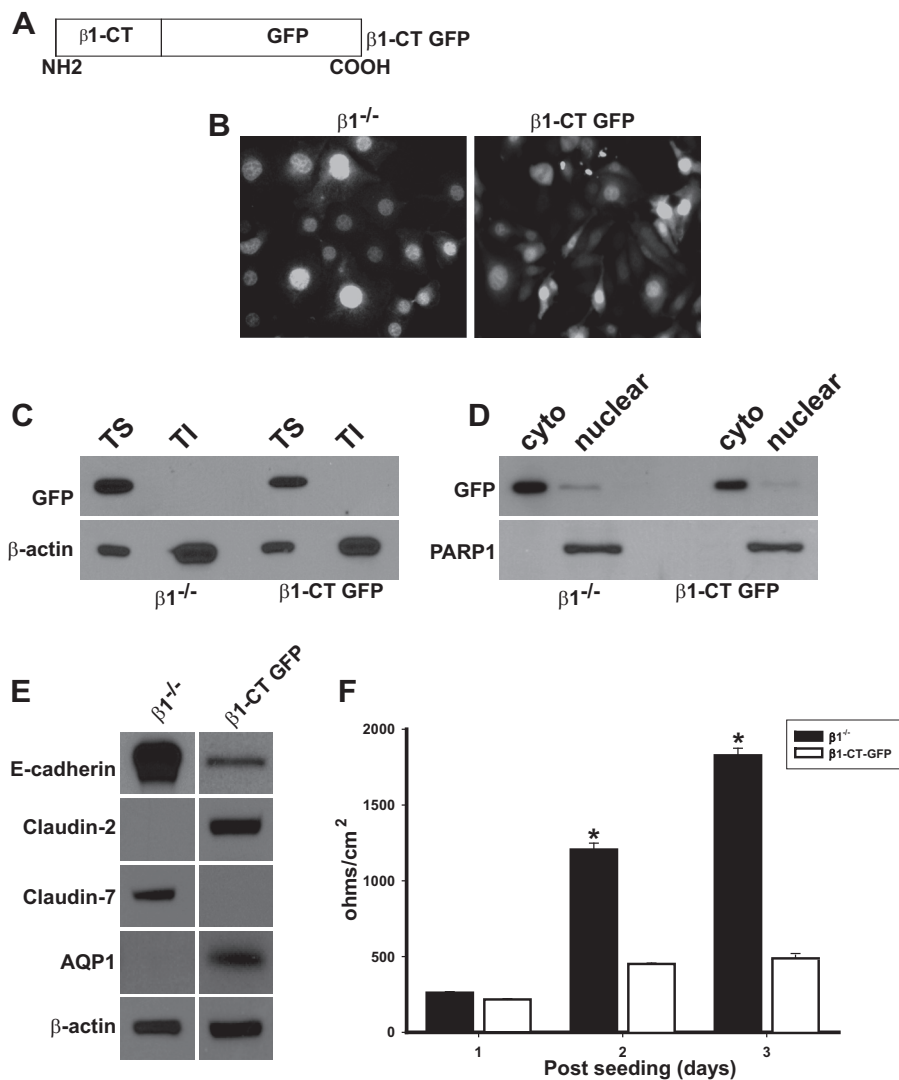 A
β1-CT GFP β1-CT GFP
NH2 COOH
B
β1-/- β1-CT GFP
C
TS TI TS TI
GFP
β-actin
β1-/- β1-CT GFP
D
cyto nuclear cyto nuclear
GFP
PARP1
β1-/- β1-CT GFP
E
β1-/- β1-CT GFP
E-cadherin
Claudin-2
Claudin-7
AQP1
β-actin
F
2000
1500
1000
500
0
ohms/cm2
* *
β1-/-
β1-CT-GFP
1 2 3
Post seeding (days)